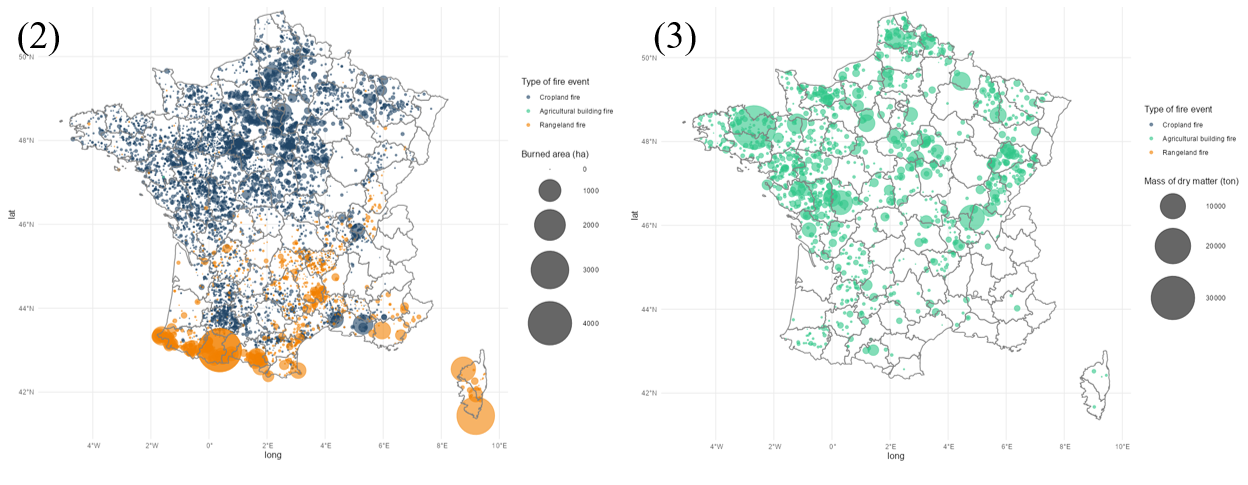 (2)
50°N
48°N
46°N
44°N
42°N
lat
4°W
2°W
0°
2°E
4°E
6°E
8°E
10°E
long
Type of fire event
Cropland fire
Agricultural building fire
Rangeland fire
Burned area (ha)
0
1000
2000
3000
4000
(3)
50°N
48°N
46°N
44°N
42°N
lat
4°W
2°W
0°
2°E
4°E
6°E
8°E
10°E
long
Type of fire event
Cropland fire
Agricultural building fire
Rangeland fire
Mass of dry matter (ton)
10000
20000
30000